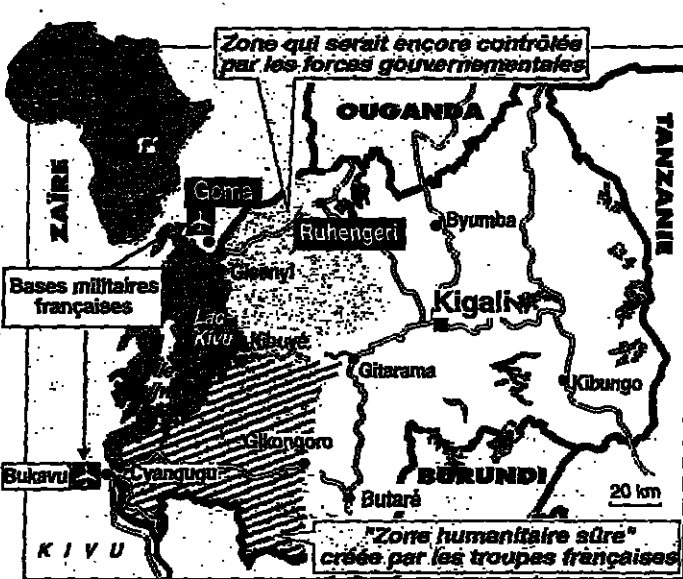 Zone qui serait encore contrôlée
par les forces gouvernementales
OUGANDA
TANZANIE
ZAÏRE
Goma
Ruhengeri
Byumba
Gisenyi
Bases militaires
françaises
Lac
Kivu
Kibuyé
Kigali
Gitarama
Kibungo
Gikongoro
Bukavu
Cyangugu
BURUNDI
Butaré
20 km
KIVU
"Zone humanitaire sûre"
créée par les troupes françaises